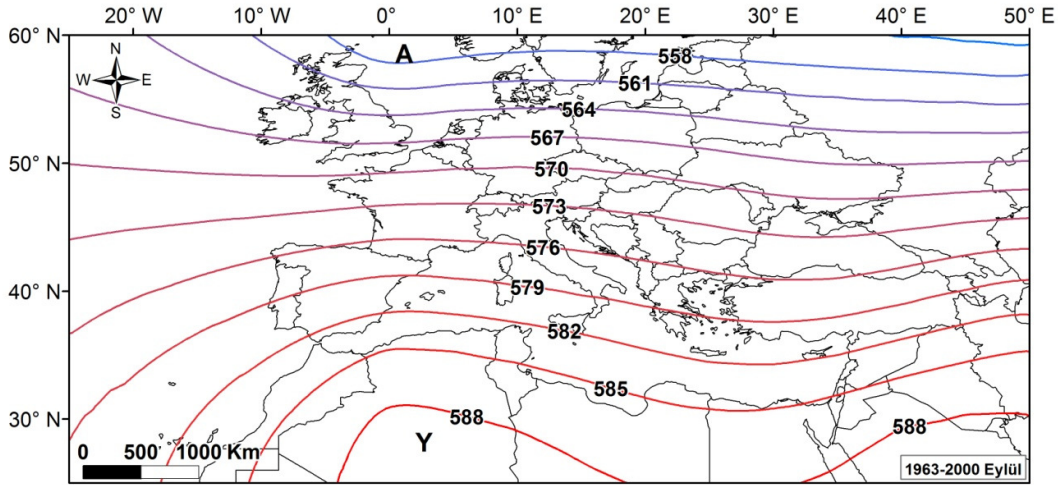 20° W 10° W 0° 10° E 20° E 30° E 40° E 50° E
60° N
N
W E
S
A
558
561
564
567
50° N
570
573
576
40° N
579
582
585
30° N
588
588
Y
0 500 1000 Km
1963-2000 Eylül